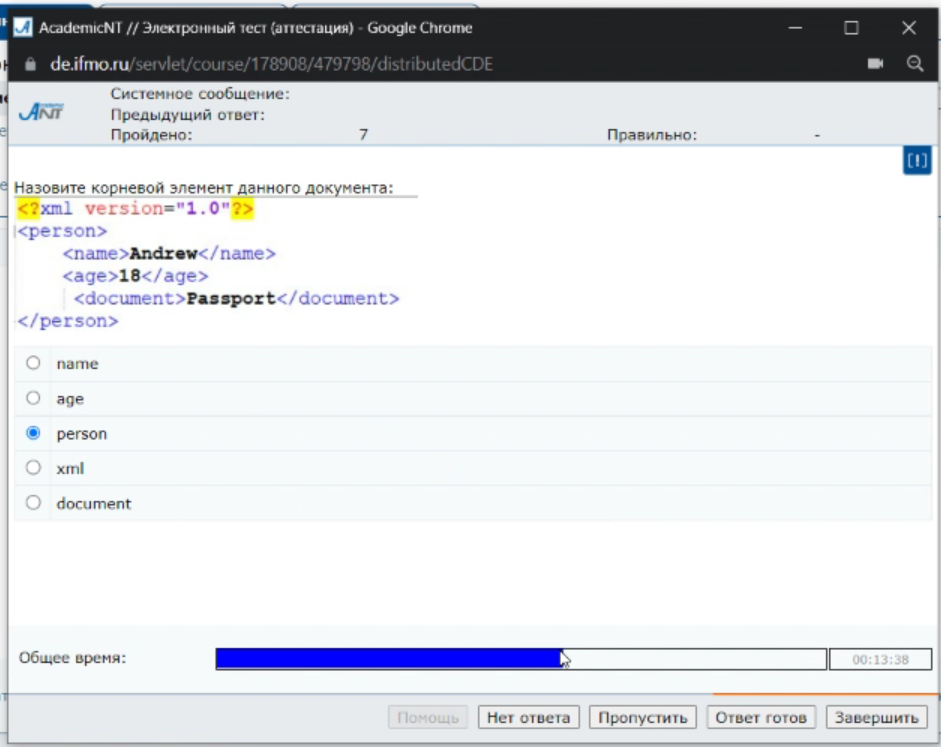 AcademicNT // Электронный тест (аттестация) - Google Chrome
de.ifmo.ru/servlet/course/178908/479798/distributedCDE
ANT
Системное сообщение:
Предыдущий ответ:
Пройдено: 7 Правильно: -
[!]
Назовите корневой элемент данного документа:
<?xml version="1.0"?>
<person>
<name>Andrew</name>
<age>18</age>
<document>Passport</document>
</person>
name
age
person
xml
document
Общее время: 00:13:38
Помощь Нет ответа Пропустить Ответ готов Завершить